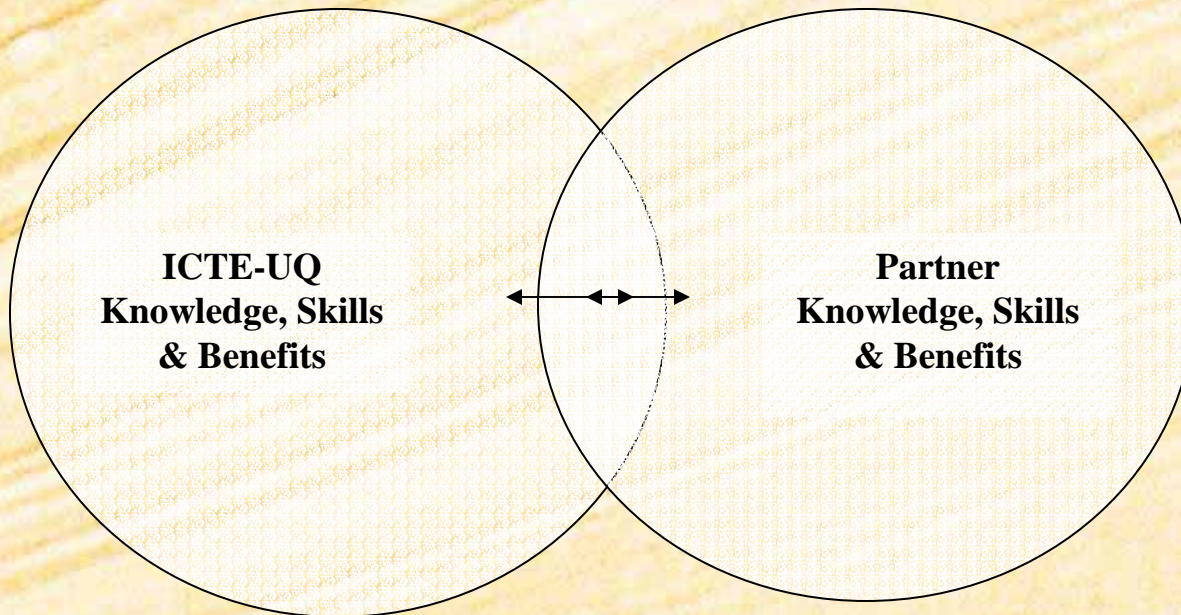 ICTE-UQ
Knowledge, Skills
& Benefits
Partner
Knowledge, Skills
& Benefits